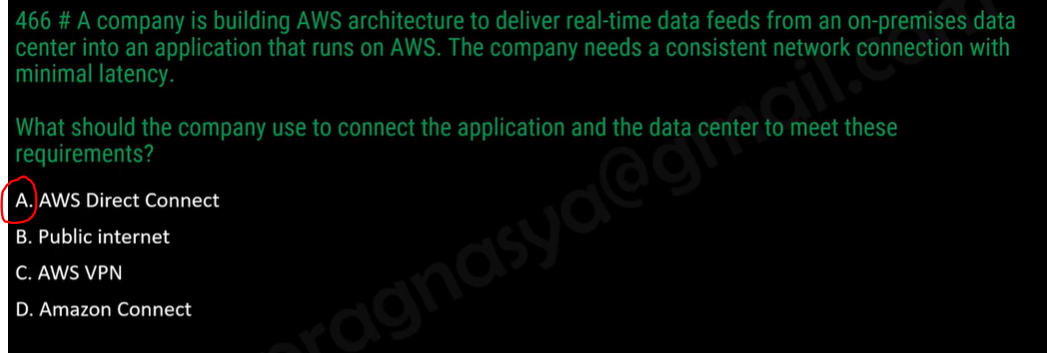 466 # A company is building AWS architecture to deliver real-time data feeds from an on-premises data
center into an application that runs on AWS. The company needs a consistent network connection with
minimal latency.
What should the company use to connect the application and the data center to meet these
requirements?
A. AWS Direct Connect
B. Public internet
C. AWS VPN
D. Amazon Connect
ragnasya@gmail.com